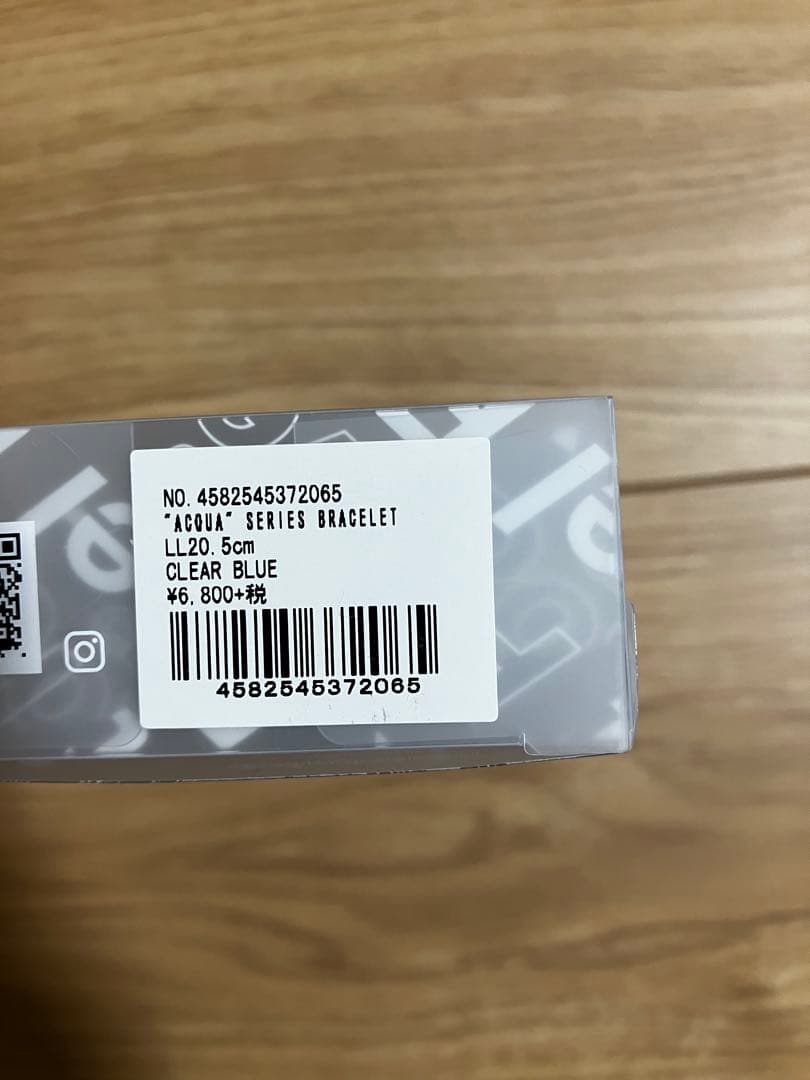 NO. 4582545372065
"ACQUA" SERIES BRACELET
LL20.5cm
CLEAR BLUE
¥6,800+税
4582545372065